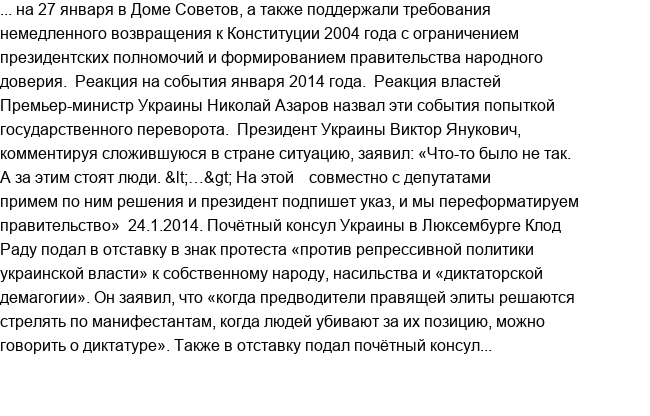 ... на 27 января в Доме Советов, а также поддержали требования
немедленного возвращения к Конституции 2004 года с ограничением
президентских полномочий и формированием правительства народного
доверия.  Реакция на события января 2014 года.  Реакция властей
Премьер-министр Украины Николай Азаров назвал эти события попыткой
государственного переворота.  Президент Украины Виктор Янукович,
комментируя сложившуюся в стране ситуацию, заявил: «Что-то было не так.
А за этим стоят люди. &lt;…&gt; На этой   совместно с депутатами
примем по ним решения и президент подпишет указ, и мы переформатируем
правительство»  24.1.2014. Почётный консул Украины в Люксембурге Клод
Раду подал в отставку в знак протеста «против репрессивной политики
украинской власти» к собственному народу, насильства и «диктаторской
демагогии». Он заявил, что «когда предводители правящей элиты решаются
стрелять по манифестантам, когда людей убивают за их позицию, можно
говорить о диктатуре». Также в отставку подал почётный консул...